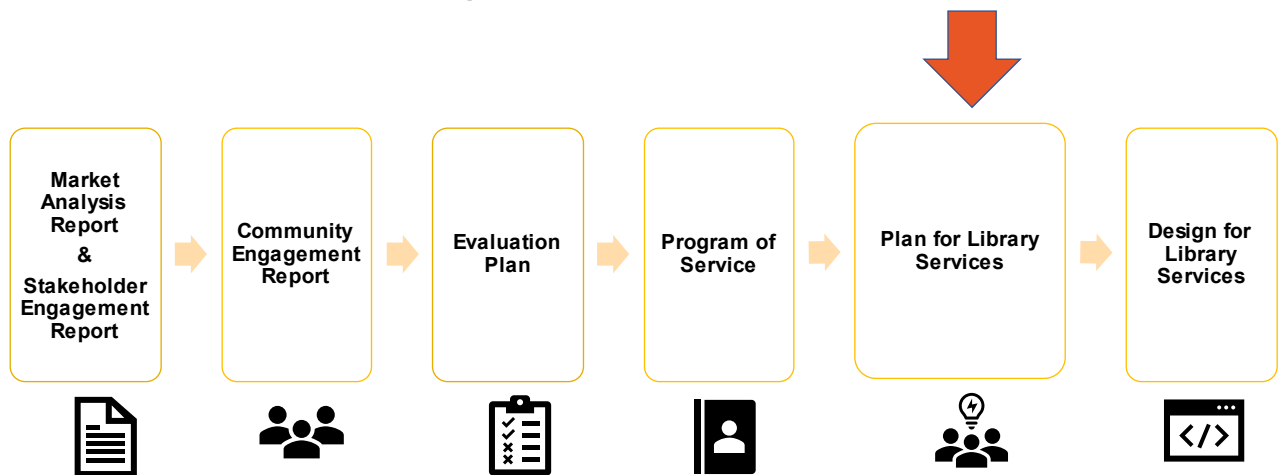 Market
Analysis
Report
&
Stakeholder
Engagement
Report
Community
Engagement
Report
Evaluation
Plan
Program of
Service
Plan for Library
Services
Design for
Library
Services